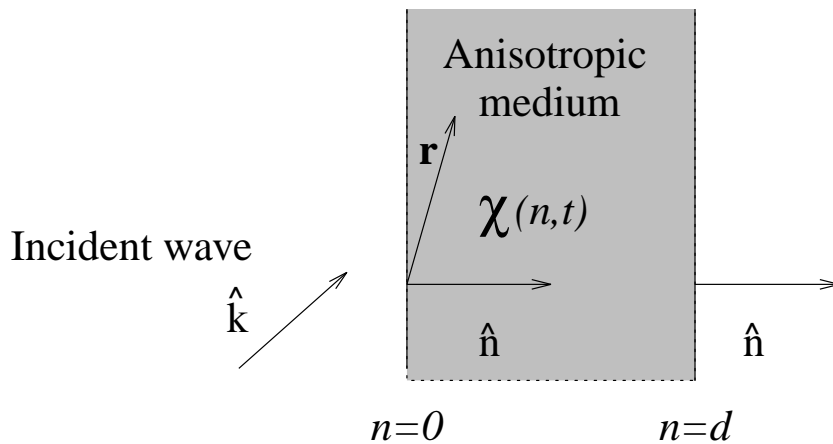 Anisotropic
medium
r
χ(n,t)
Incident wave
k̂
n̂
n̂
n=0
n=d